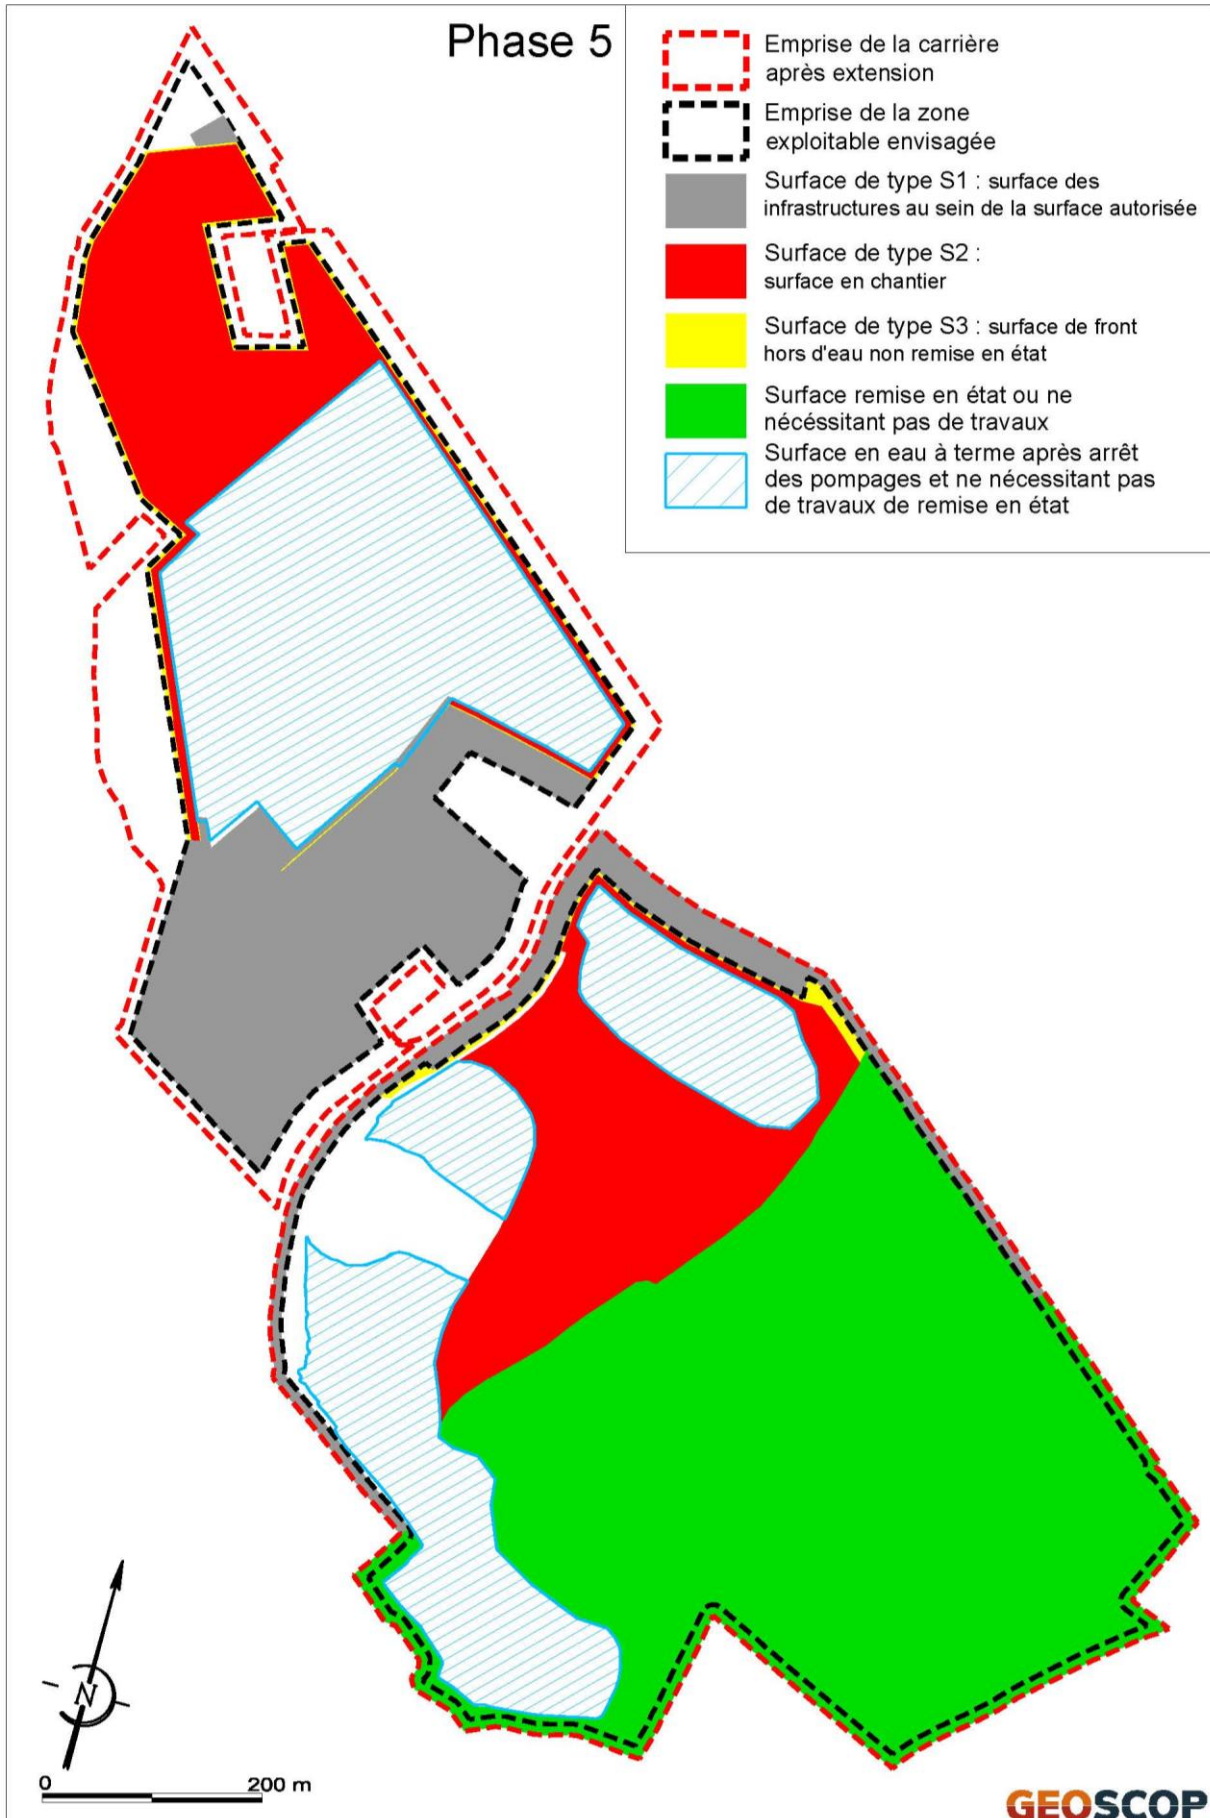 Phase 5
Emprise de la carrière
après extension
Emprise de la zone
exploitable envisagée
Surface de type S1 : surface des
infrastructures au sein de la surface autorisée
Surface de type S2 :
surface en chantier
Surface de type S3 : surface de front
hors d'eau non remise en état
Surface remise en état ou ne
nécéssitant pas de travaux
Surface en eau à terme après arrêt
des pompages et ne nécessitant pas
de travaux de remise en état
N
0 200 m
GEOSCOP